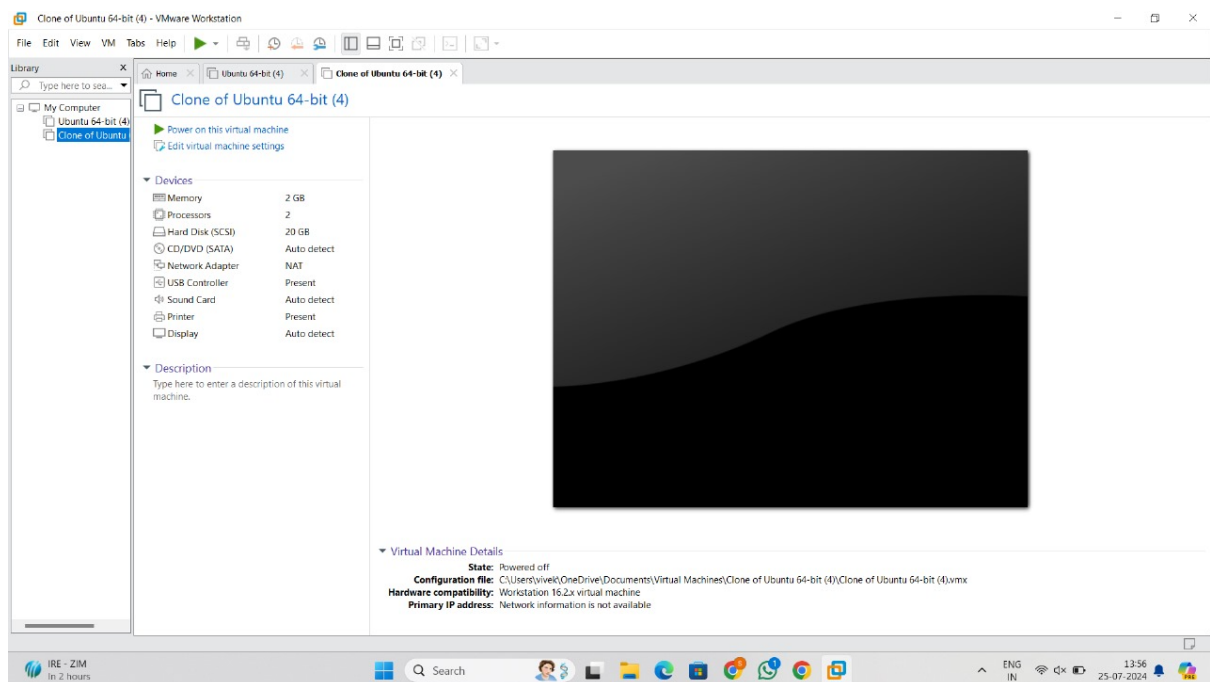 Clone of Ubuntu 64-bit (4) - VMware Workstation
File Edit View VM Tabs Help
Library X
Type here to sea...
My Computer
Ubuntu 64-bit (4)
Clone of Ubuntu
Home Ubuntu 64-bit (4) Clone of Ubuntu 64-bit (4)
Clone of Ubuntu 64-bit (4)
Power on this virtual machine
Edit virtual machine settings
Devices
Memory 2 GB
Processors 2
Hard Disk (SCSI) 20 GB
CD/DVD (SATA) Auto detect
Network Adapter NAT
USB Controller Present
Sound Card Auto detect
Printer Present
Display Auto detect
Description
Type here to enter a description of this virtual
machine.
Virtual Machine Details
State: Powered off
Configuration file: C:\Users\vivek\OneDrive\Documents\Virtual Machines\Clone of Ubuntu 64-bit (4)\Clone of Ubuntu 64-bit (4).vmx
Hardware compatibility: Workstation 16.2.x virtual machine
Primary IP address: Network information is not available
IRE - ZIM
In 2 hours
Search
ENG
IN
13:56
25-07-2024
PRE